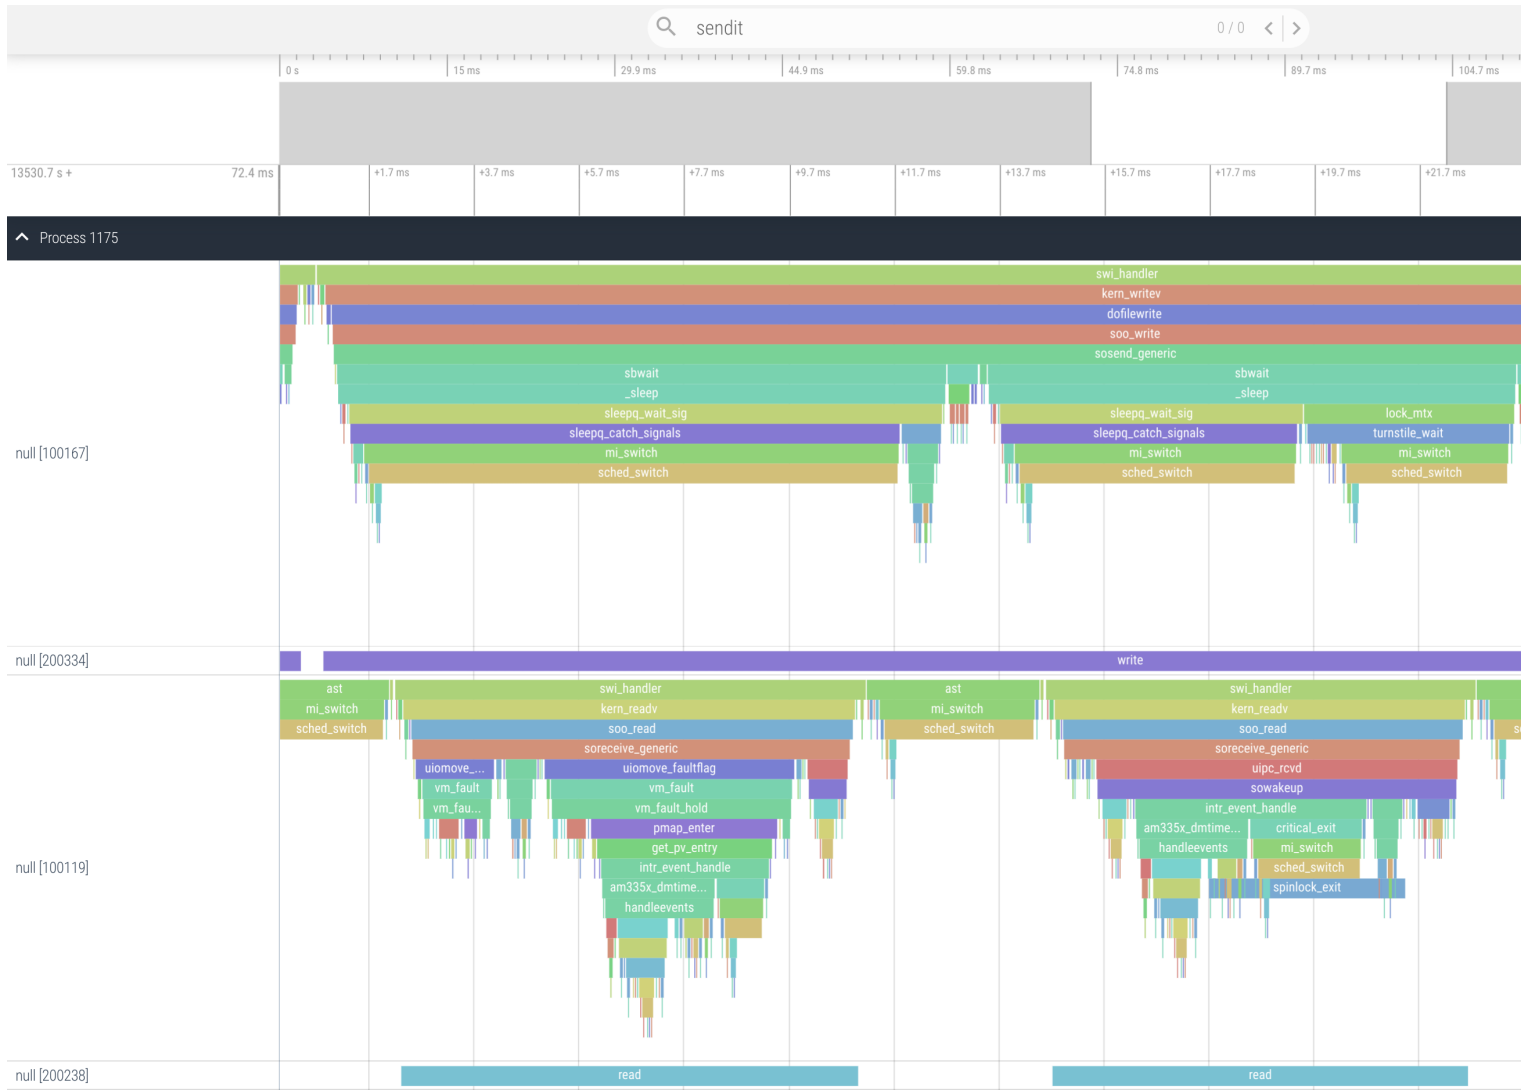 sendit 0 / 0
0 s 15 ms 29.9 ms 44.9 ms 59.8 ms 74.8 ms 89.7 ms 104.7 ms
13530.7 s + 72.4 ms +1.7 ms +3.7 ms +5.7 ms +7.7 ms +9.7 ms +11.7 ms +13.7 ms +15.7 ms +17.7 ms +19.7 ms +21.7 ms
Process 1175
swi_handler
kern_writev
dofilewrite
soo_write
sosend_generic
sbwait sbwait
_sleep _sleep
sleepq_wait_sig sleepq_wait_sig lock_mtx
sleepq_catch_signals sleepq_catch_signals turnstile_wait
null [100167] mi_switch mi_switch mi_switch
sched_switch sched_switch sched_switch
null [200334] write
ast swi_handler ast swi_handler
mi_switch kern_readv mi_switch kern_readv
sched_switch soo_read sched_switch soo_read
soreceive_generic soreceive_generic
uiomove_... uiomove_faultflag uipc_rcvd
vm_fault vm_fault sowakeup
vm_fau... vm_fault_hold intr_event_handle
pmap_enter am335x_dmtime... critical_exit
get_pv_entry handleevents mi_switch
null [100119] intr_event_handle sched_switch
am335x_dmtime... spinlock_exit
handleevents
null [200238] read read